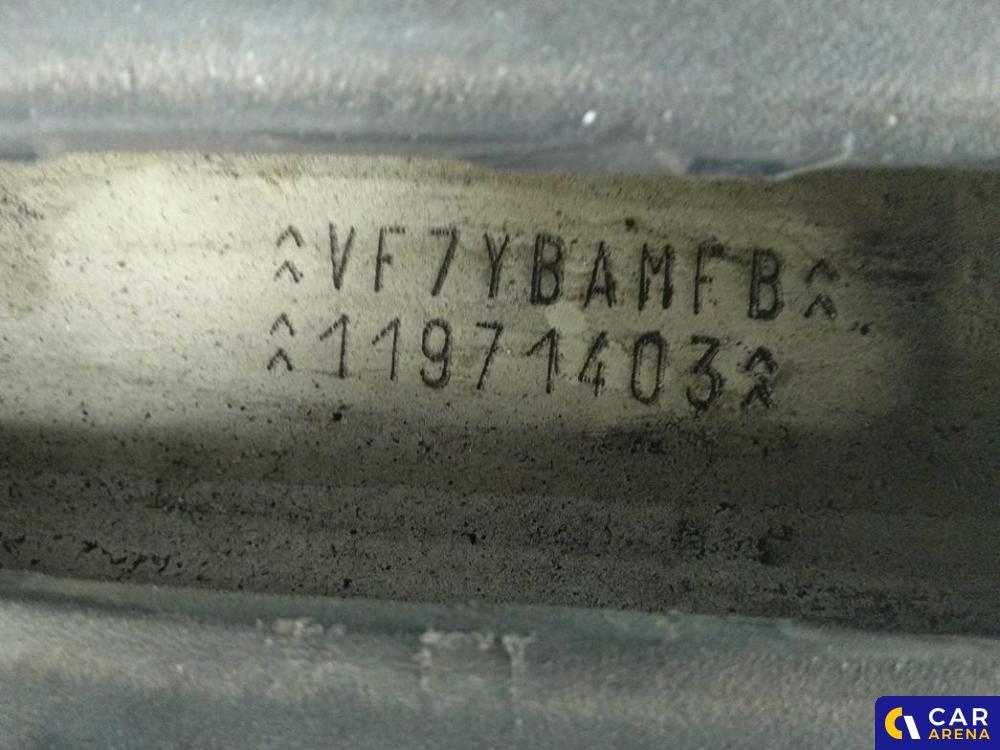 ^VF7YBAMFB^
^11971403^
CAR
ARENA